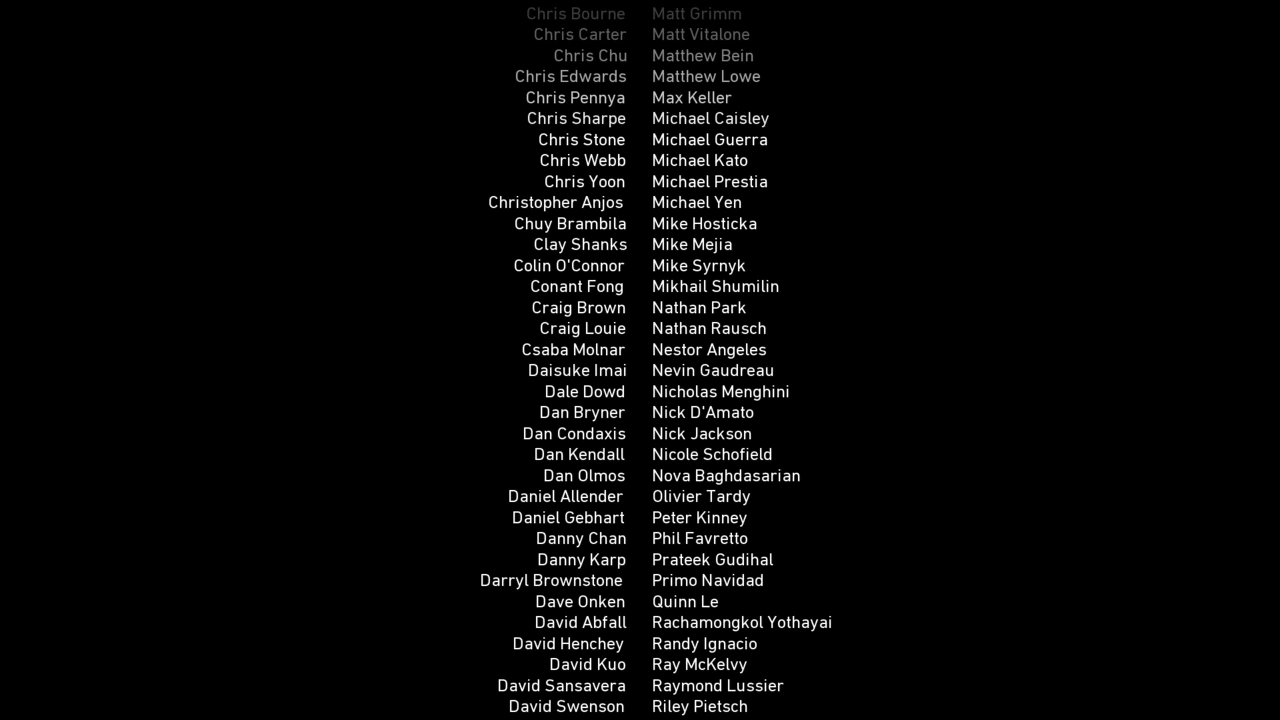 Chris Bourne Matt Grimm
Chris Carter Matt Vitalone
Chris Chu Matthew Bein
Chris Edwards Matthew Lowe
Chris Pennya Max Keller
Chris Sharpe Michael Caisley
Chris Stone Michael Guerra
Chris Webb Michael Kato
Chris Yoon Michael Prestia
Christopher Anjos Michael Yen
Chuy Brambila Mike Hosticka
Clay Shanks Mike Mejia
Colin O'Connor Mike Syrnyk
Conant Fong Mikhail Shumilin
Craig Brown Nathan Park
Craig Louie Nathan Rausch
Csaba Molnar Nestor Angeles
Daisuke Imai Nevin Gaudreau
Dale Dowd Nicholas Menghini
Dan Bryner Nick D'Amato
Dan Condaxis Nick Jackson
Dan Kendall Nicole Schofield
Dan Olmos Nova Baghdasarian
Daniel Allender Olivier Tardy
Daniel Gebhart Peter Kinney
Danny Chan Phil Favretto
Danny Karp Prateek Gudihal
Darryl Brownstone Primo Navidad
Dave Onken Quinn Le
David Abfall Rachamongkol Yothayai
David Henchey Randy Ignacio
David Kuo Ray McKelvy
David Sansavera Raymond Lussier
David Swenson Riley Pietsch